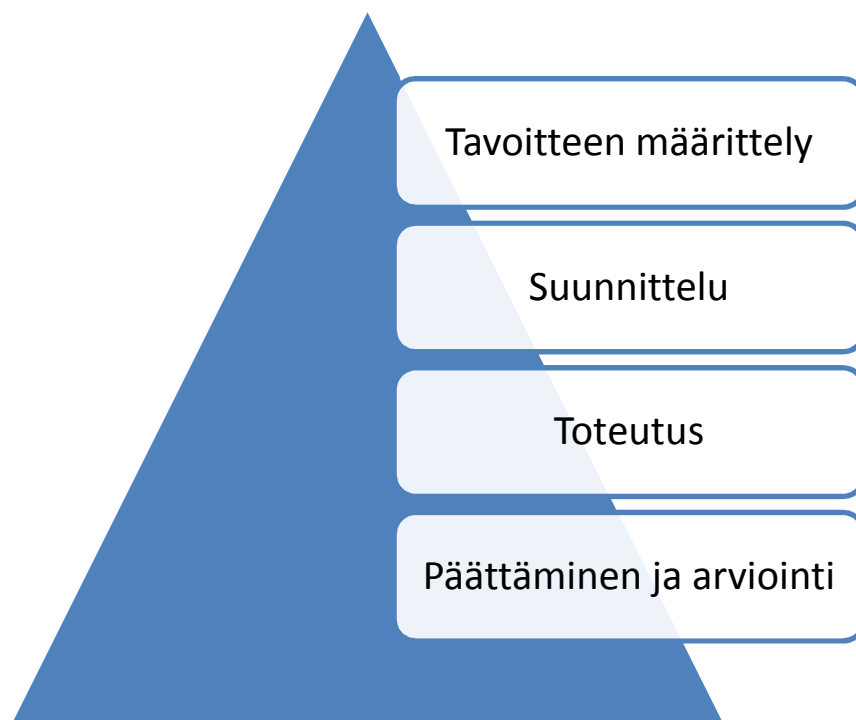 Tavoitteen määrittely
Suunnittelu
Toteutus
Päättäminen ja arviointi